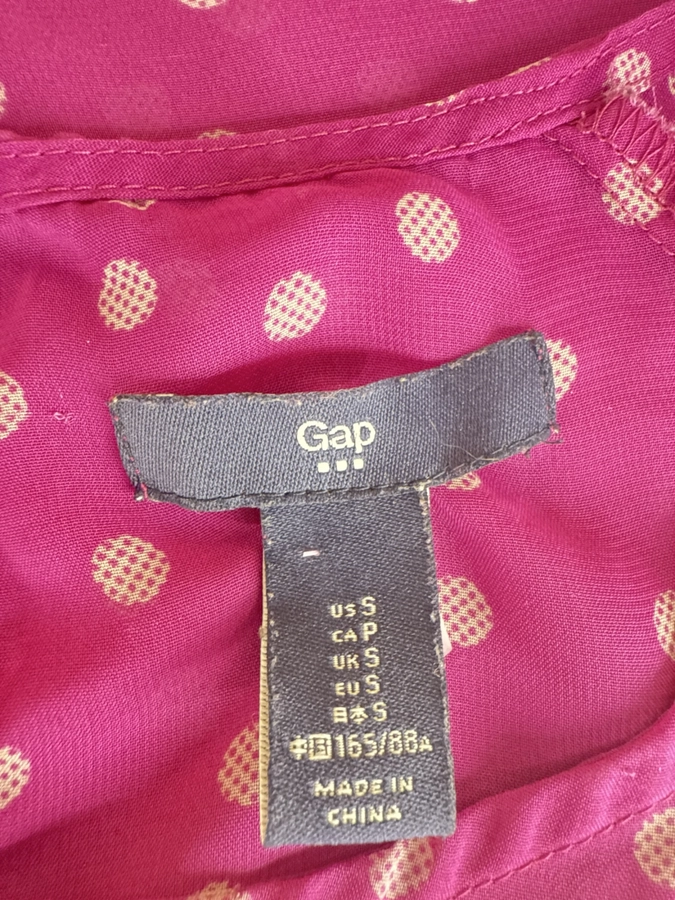 Gap
US S
CA P
UK S
EU S
日本 S
中国 165/88A
MADE IN
CHINA